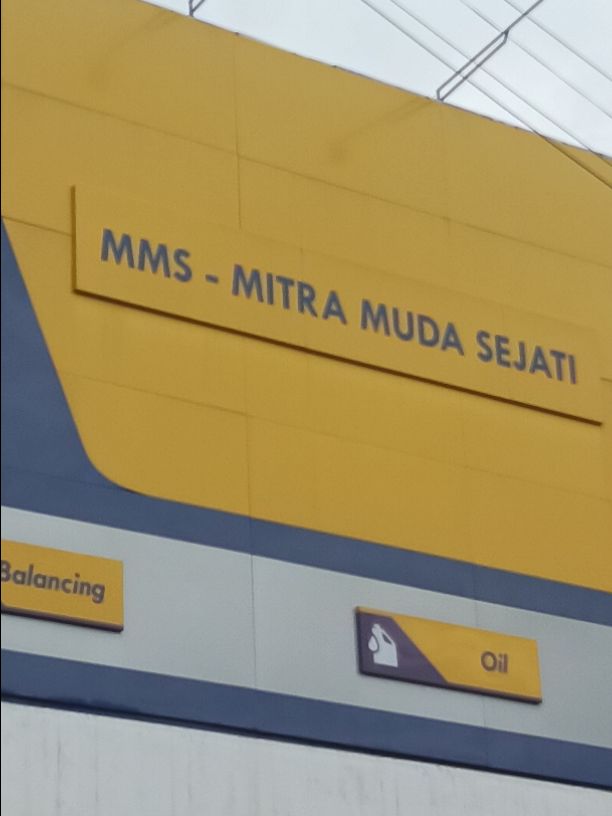 MMS - MITRA MUDA SEJATI
Balancing
Oil